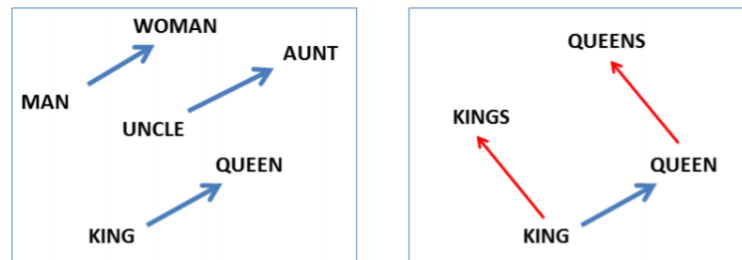 WOMAN
AUNT
MAN
UNCLE
QUEEN
KING
QUEENS
KINGS
QUEEN
KING